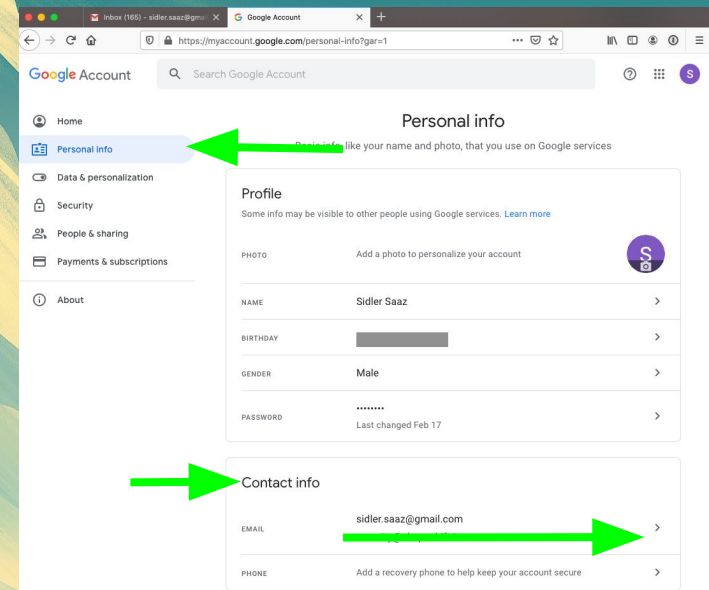 Inbox (165) - sidler.saaz@gmail
Google Account
https://myaccount.google.com/personal-info?gar=1
Google Account
Search Google Account
S
Home
Personal info
Data & personalization
Security
People & sharing
Payments & subscriptions
About
Personal info
like your name and photo, that you use on Google services
Profile
Some info may be visible to other people using Google services. Learn more
PHOTO
Add a photo to personalize your account
S
NAME
Sidler Saaz
BIRTHDAY
GENDER
Male
PASSWORD
••••••••
Last changed Feb 17
Contact info
EMAIL
sidler.saaz@gmail.com
PHONE
Add a recovery phone to help keep your account secure